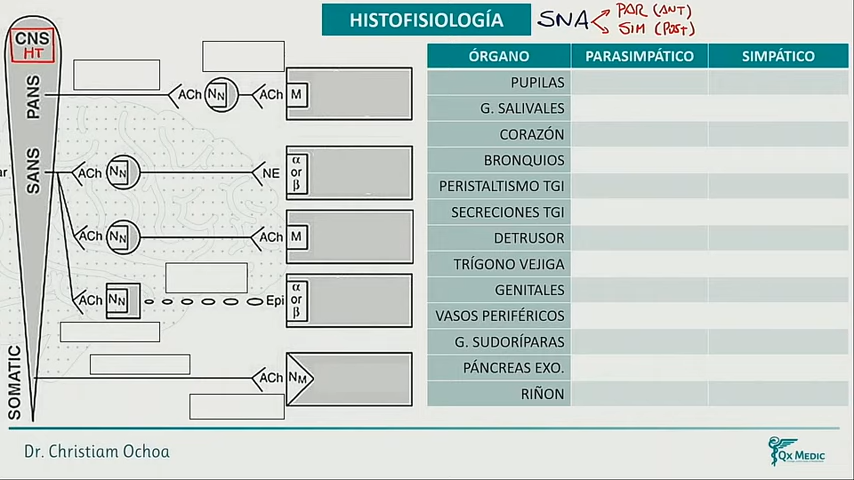 HISTOFISIOLOGÍA
SNA
PAR (ANT)
SIM (POST)
CNS
HT
PANS
ACh
NN
ACh
M
SANS
ar
ACh
NN
NE
α
or
β
ACh
NN
ACh
M
ACh
NN
Epi
α
or
β
SOMATIC
ACh
NM
ÓRGANO PARASIMPÁTICO SIMPÁTICO
PUPILAS
G. SALIVALES
CORAZÓN
BRONQUIOS
PERISTALTISMO TGI
SECRECIONES TGI
DETRUSOR
TRÍGONO VEJIGA
GENITALES
VASOS PERIFÉRICOS
G. SUDORÍPARAS
PÁNCREAS EXO.
RIÑON
Dr. Christiam Ochoa
QX MEDIC